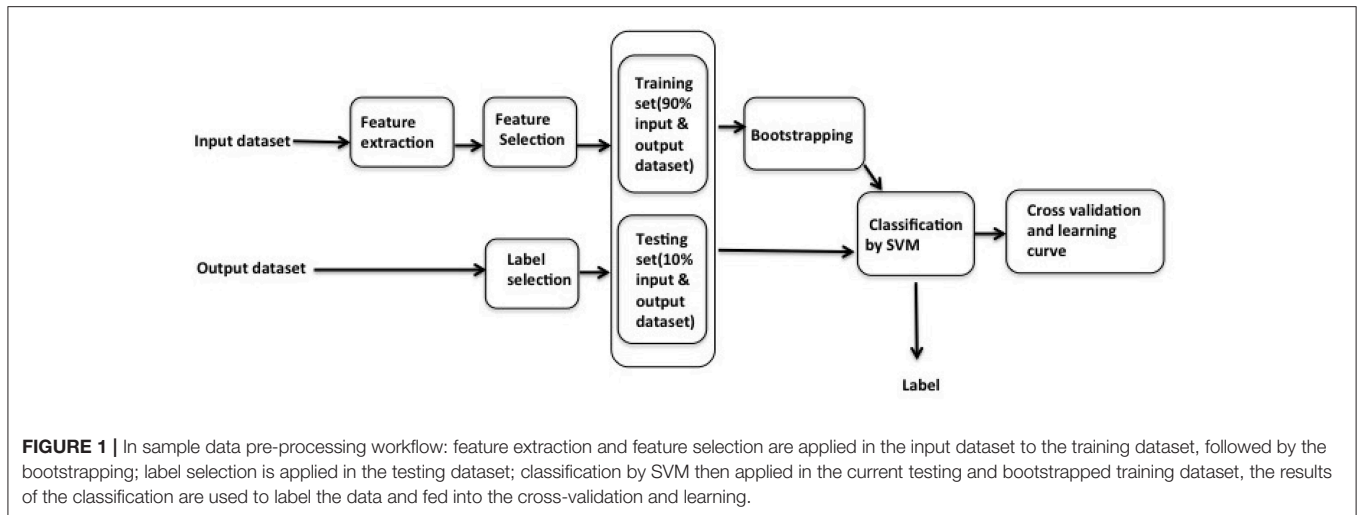 Input dataset
Feature
extraction
Feature
Selection
Training
set(90%
input &
output
dataset)
Bootstrapping
Output dataset
Label
selection
Testing
set(10%
input &
output
dataset)
Classification
by SVM
Cross validation
and learning
curve
Label
FIGURE 1 | In sample data pre-processing workflow: feature extraction and feature selection are applied in the input dataset to the training dataset, followed by the
bootstrapping; label selection is applied in the testing dataset; classification by SVM then applied in the current testing and bootstrapped training dataset, the results
of the classification are used to label the data and fed into the cross-validation and learning.